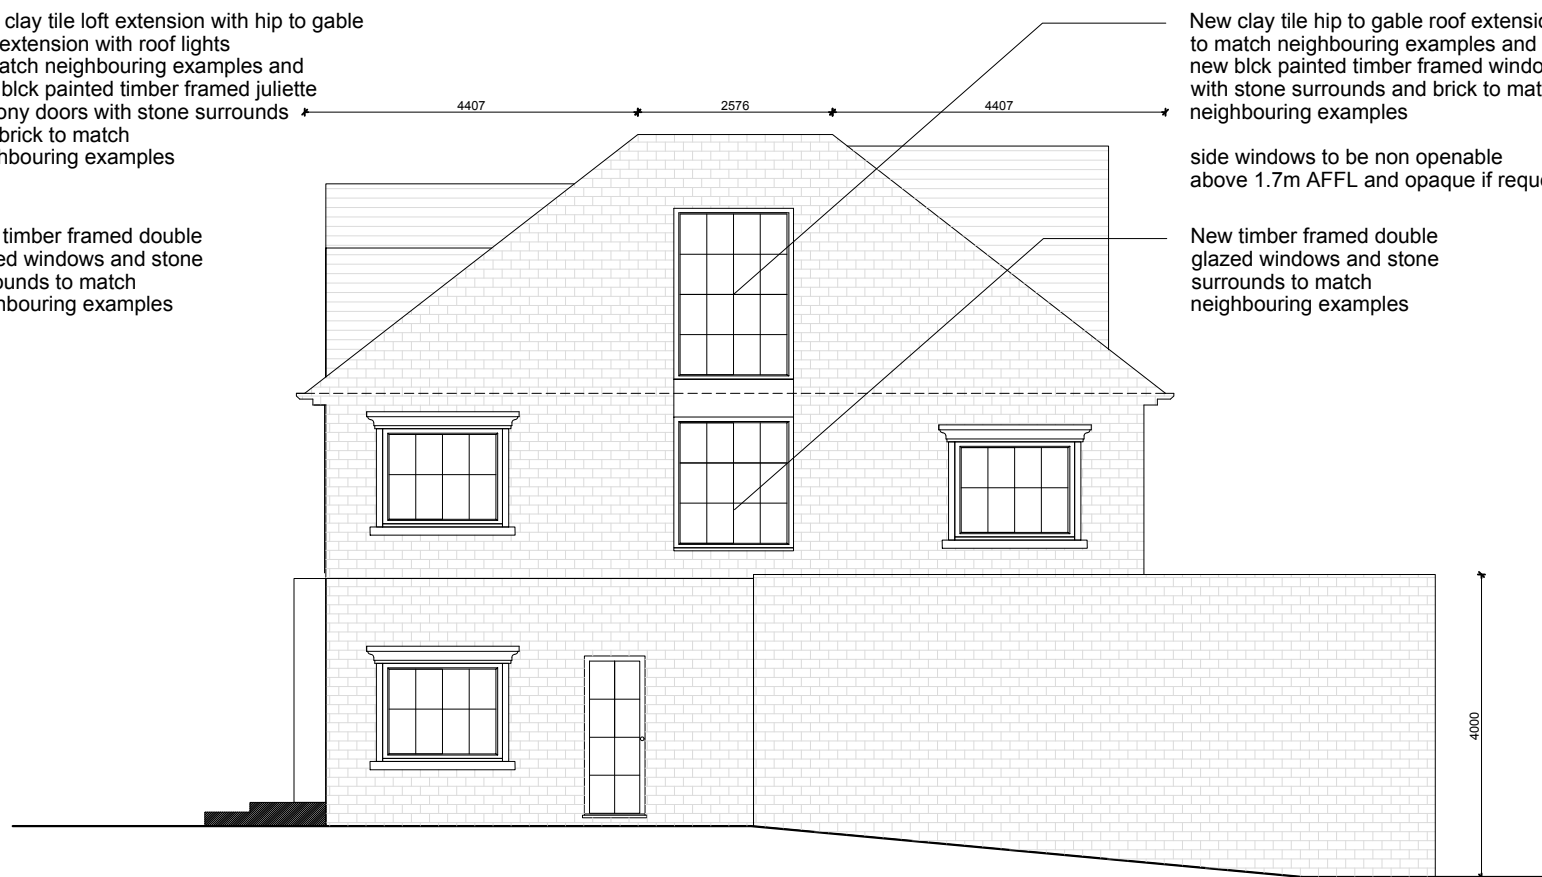 clay tile loft extension with hip to gable
extension with roof lights
match neighbouring examples and
blck painted timber framed juliette
ony doors with stone surrounds
brick to match
hbouring examples
timber framed double
ed windows and stone
ounds to match
hbouring examples
4407
2576
4407
New clay tile hip to gable roof extensio
to match neighbouring examples and
new blck painted timber framed windo
with stone surrounds and brick to mat
neighbouring examples
side windows to be non openable
above 1.7m AFFL and opaque if reque
New timber framed double
glazed windows and stone
surrounds to match
neighbouring examples
4000